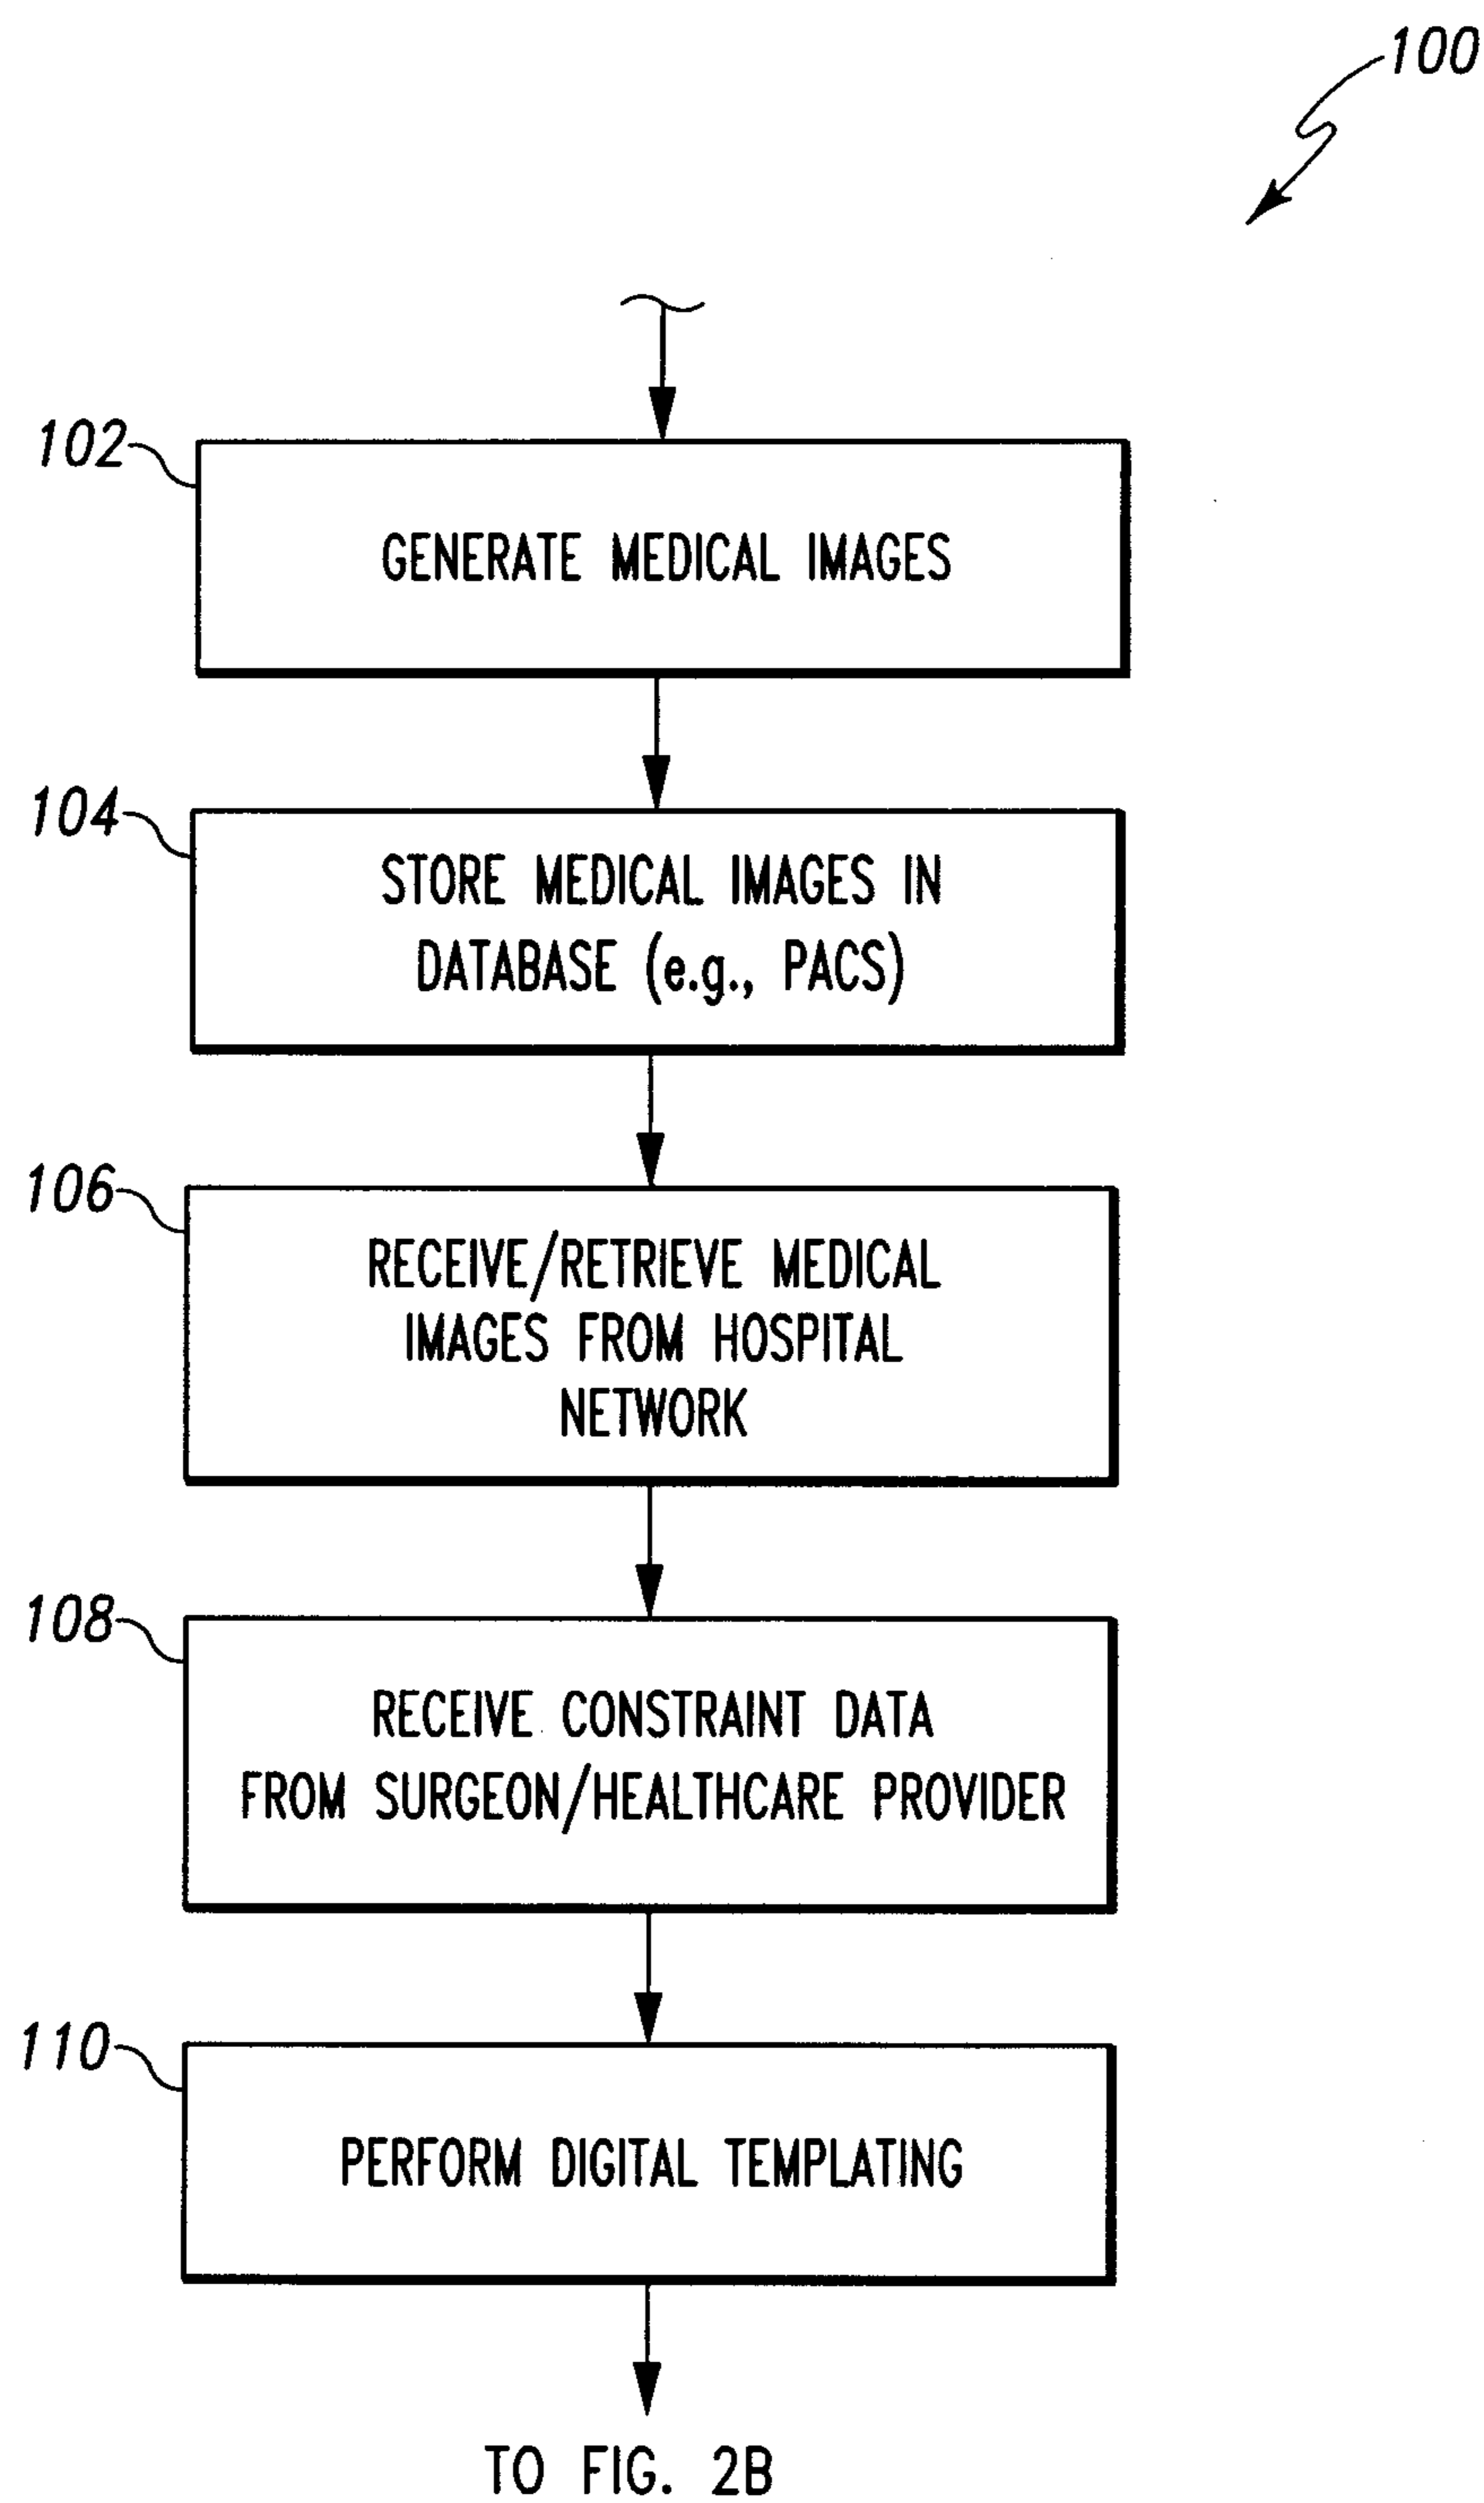 100
102
GENERATE MEDICAL IMAGES
104
STORE MEDICAL IMAGES IN
DATABASE (e.g., PACS)
106
RECEIVE/RETRIEVE MEDICAL
IMAGES FROM HOSPITAL
NETWORK
108
RECEIVE CONSTRAINT DATA
FROM SURGEON/HEALTHCARE PROVIDER
110
PERFORM DIGITAL TEMPLATING
TO FIG. 2B